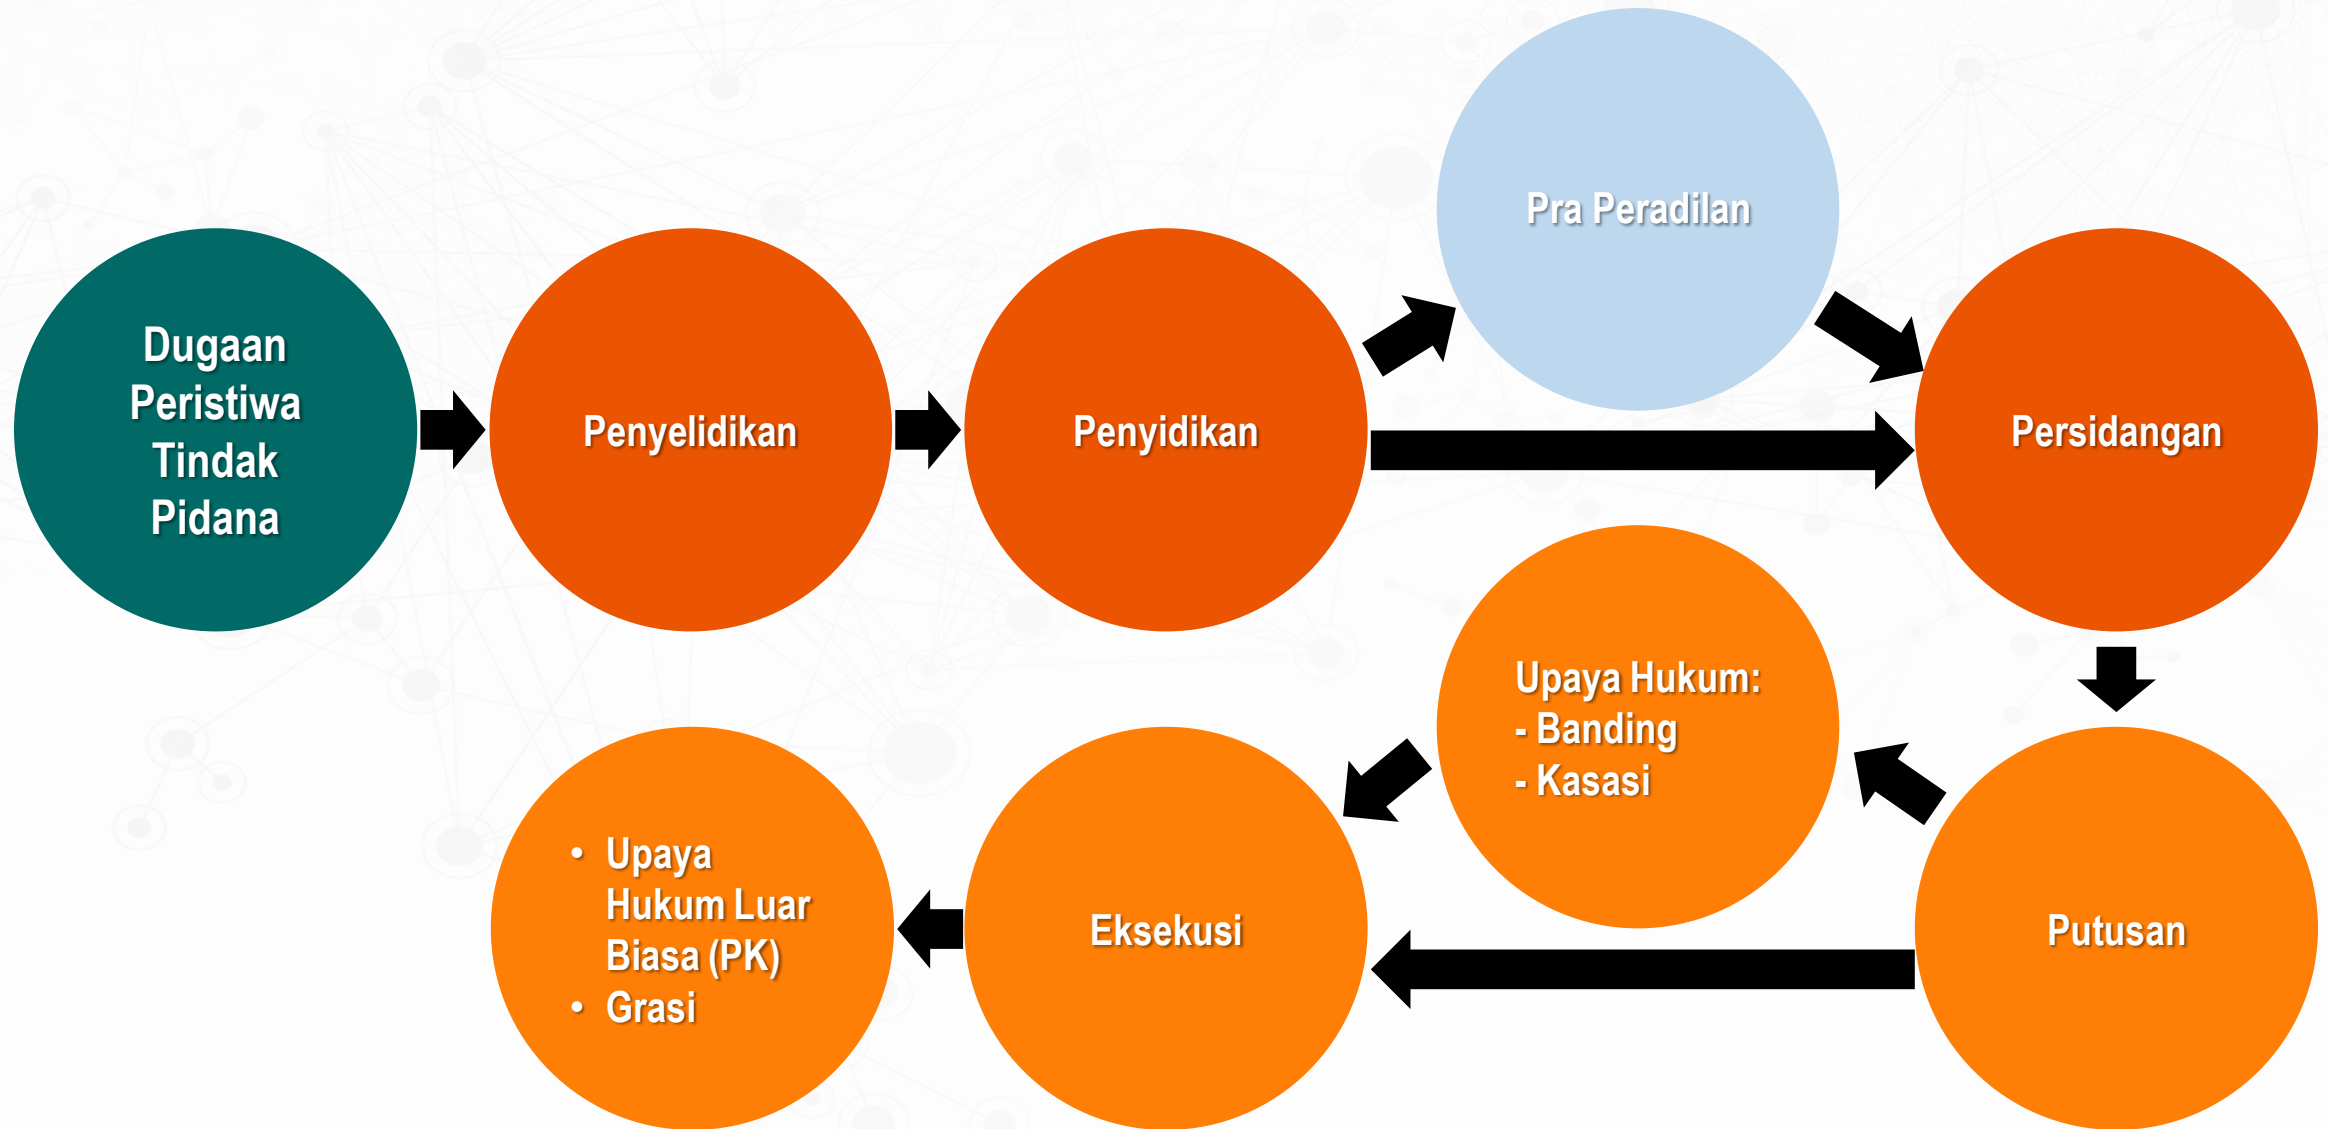 Dugaan
Peristiwa
Tindak
Pidana
Penyelidikan
Penyidikan
Pra Peradilan
Persidangan
Putusan
Upaya Hukum:
- Banding
- Kasasi
Eksekusi
• Upaya
Hukum Luar
Biasa (PK)
• Grasi